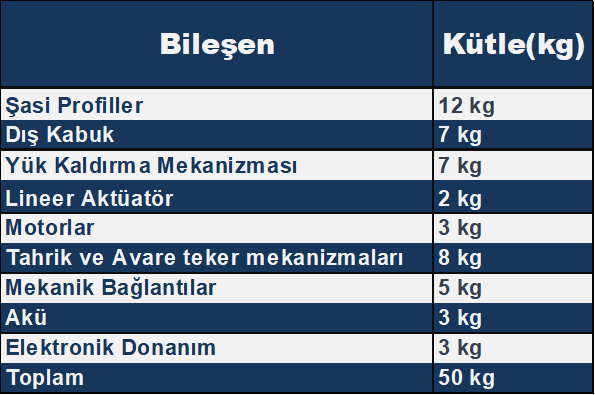 Bileşen Kütle(kg)
Şasi Profiller 12 kg
Dış Kabuk 7 kg
Yük Kaldırma Mekanizması 7 kg
Lineer Aktüatör 2 kg
Motorlar 3 kg
Tahrik ve Avare teker mekanizmaları 8 kg
Mekanik Bağlantılar 5 kg
Akü 3 kg
Elektronik Donanım 3 kg
Toplam 50 kg